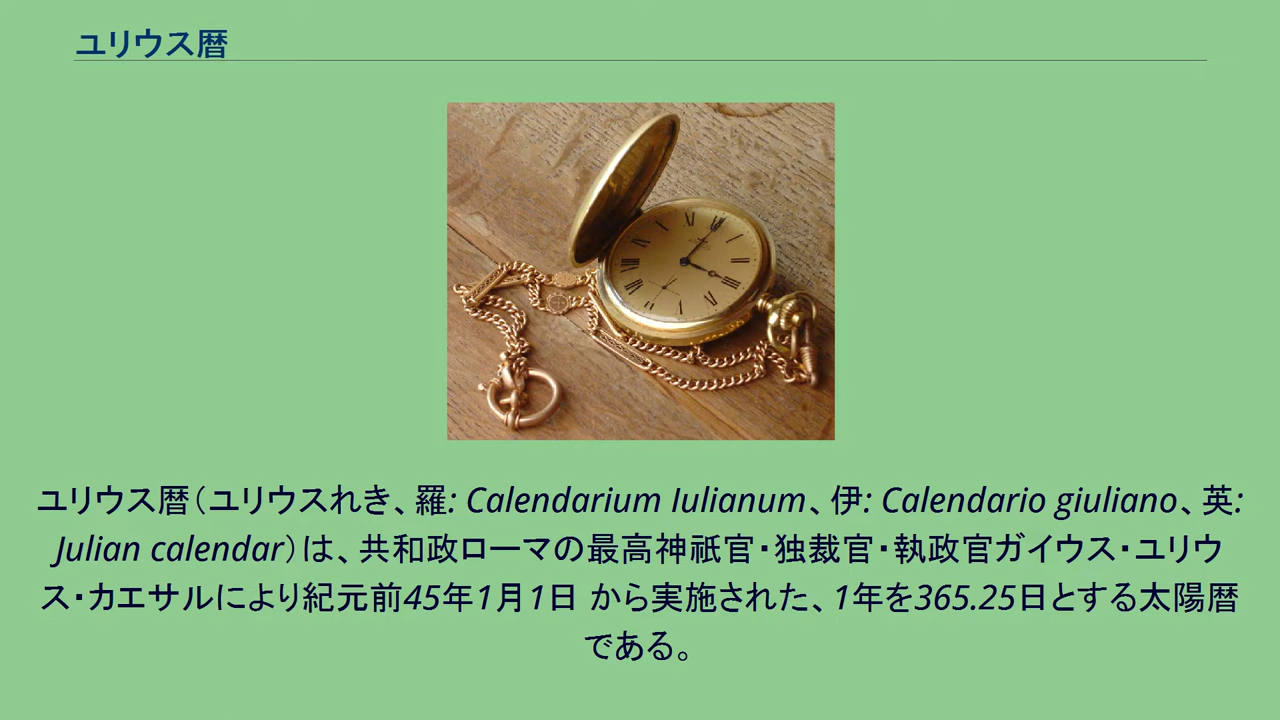 ユリウス暦
ユリウス暦（ユリウスれき、羅: Calendarium Iulianum、伊: Calendario giuliano、英:
Julian calendar）は、共和政ローマの最高神祇官・独裁官・執政官ガイウス・ユリウ
ス・カエサルにより紀元前45年1月1日 から実施された、1年を365.25日とする太陽暦
である。